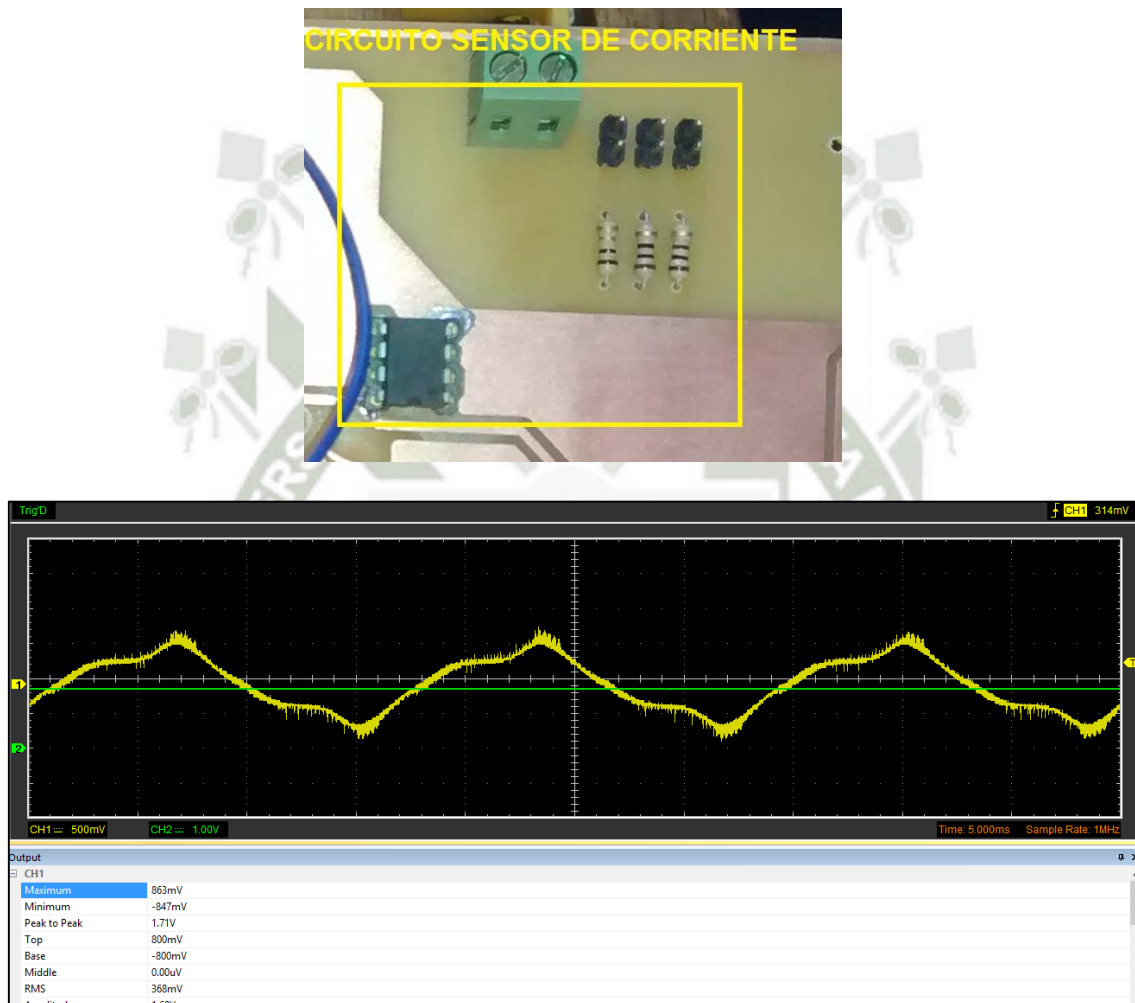 CIRCUITO SENSOR DE CORRIENTE
Trig'D
CH1 314mV
1
T
2
CH1 500mV
CH2 1.00V
Time: 5.000ms Sample Rate: 1MHz
Output
CH1
Maximum 863mV
Minimum -847mV
Peak to Peak 1.71V
Top 800mV
Base -800mV
Middle 0.00uV
RMS 368mV